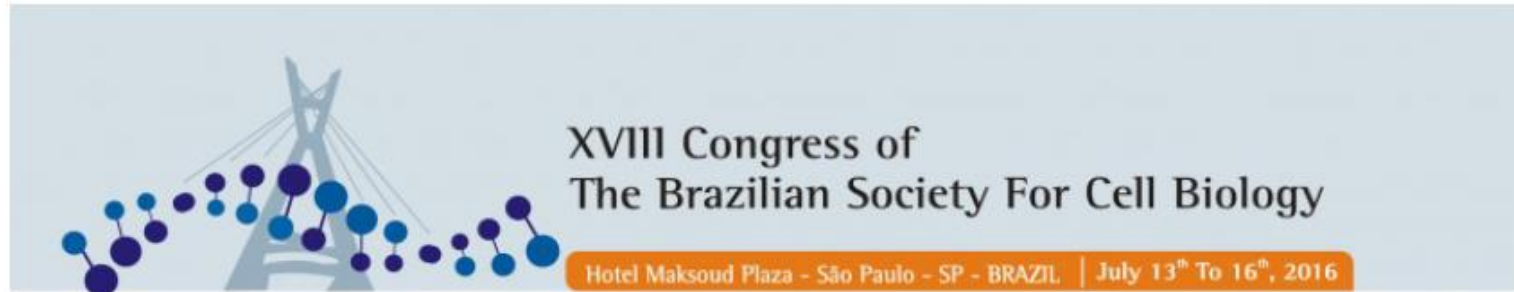 XVIII Congress of
The Brazilian Society For Cell Biology
Hotel Maksoud Plaza - São Paulo - SP - BRAZIL | July 13th To 16th, 2016